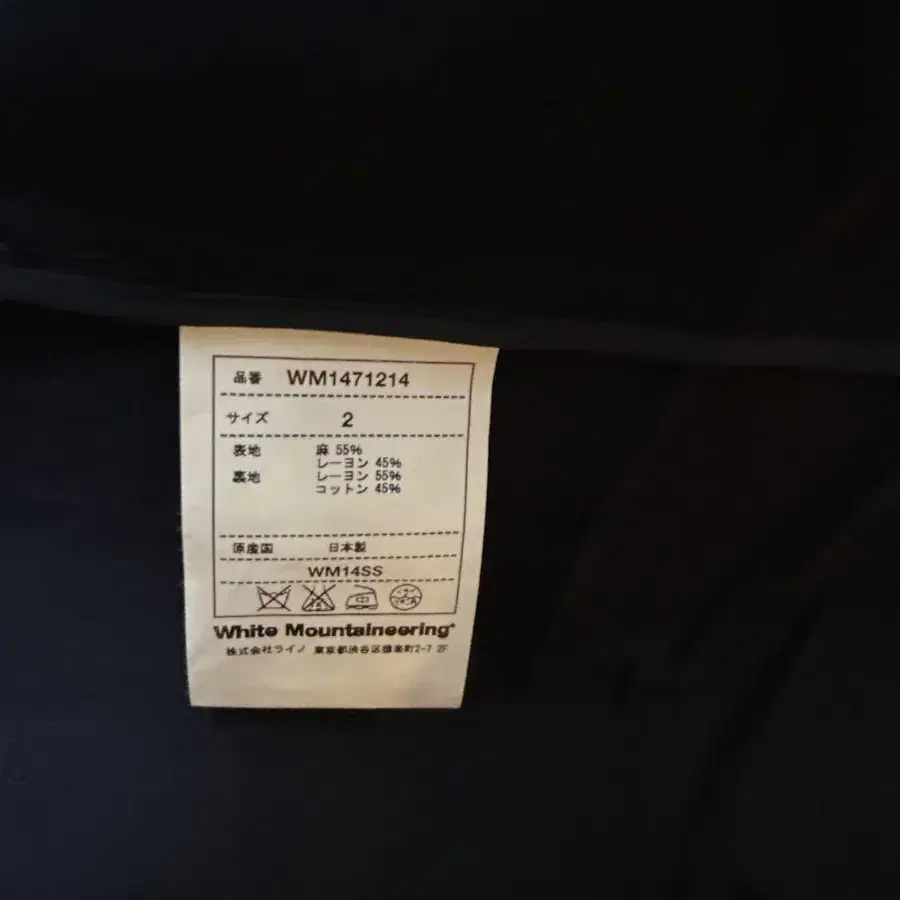 品番 WM1471214
サイズ 2
表地 麻 55%
レーヨン 45%
裏地 レーヨン 55%
コットン 45%
原産国 日本製
WM14SS
中
White Mountaineering*
株式会社ライノ 東京都渋谷区猿楽町2-7 2F